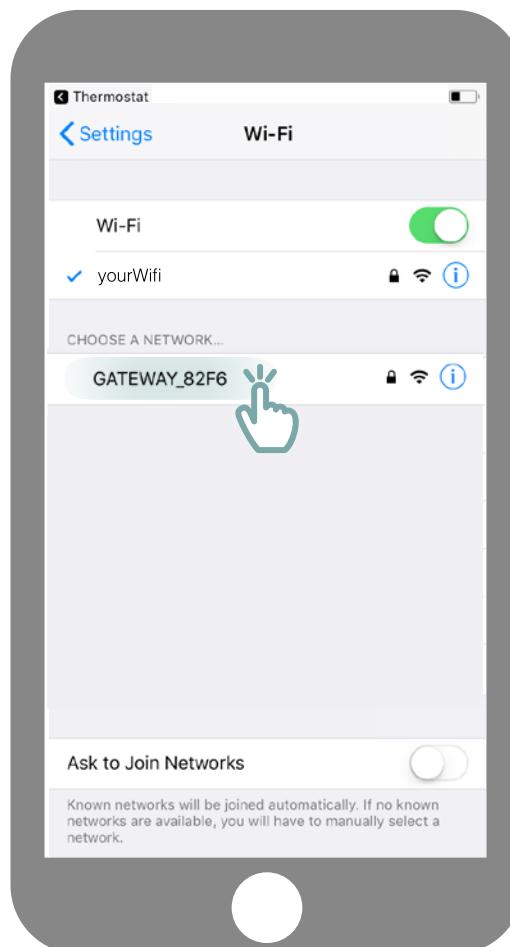 Thermostat
Settings Wi-Fi
Wi-Fi
yourWifi
CHOOSE A NETWORK...
GATEWAY_82F6
Ask to Join Networks
Known networks will be joined automatically. If no known
networks are available, you will have to manually select a
network.